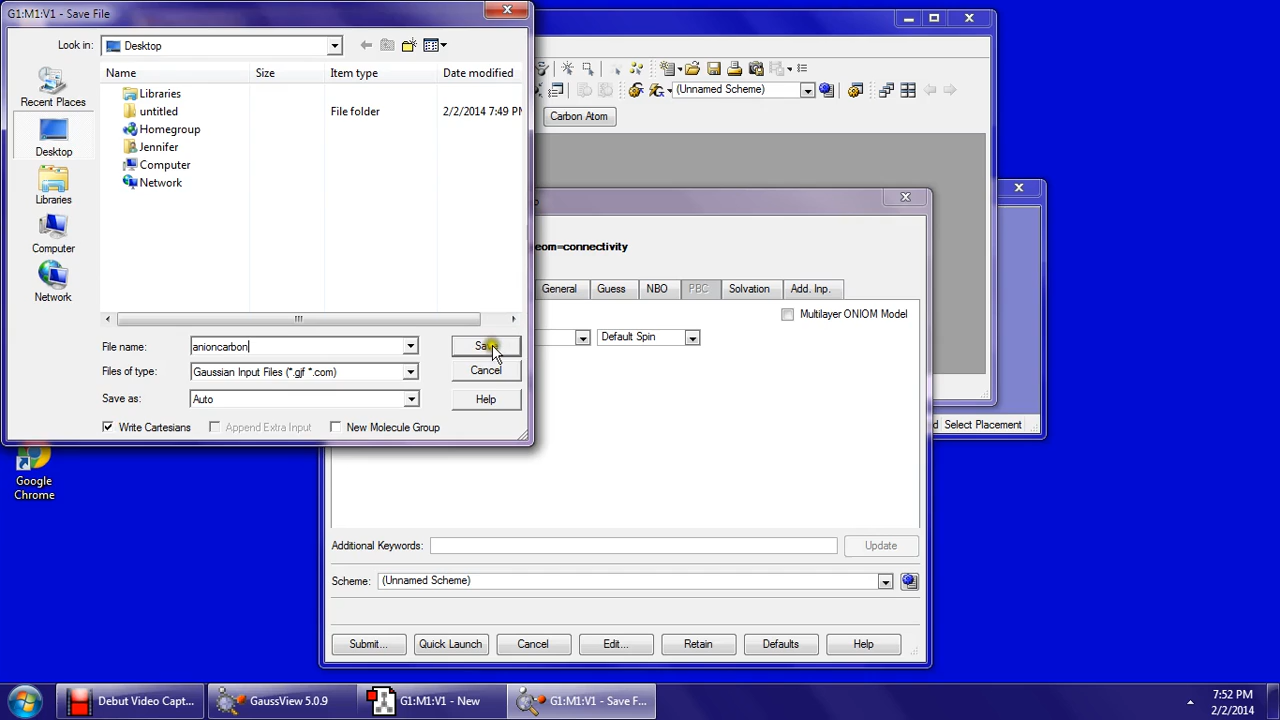 G1:M1:V1 - Save File
Look in:
Desktop
Name
Size
Item type
Date modified
Recent Places
Desktop
Libraries
Computer
Network
Libraries
untitled
File folder
2/2/2014 7:49 PM
Homegroup
Jennifer
Computer
Network
File name:
anioncarbon
Save
Files of type:
Gaussian Input Files (*.gjf *.com)
Cancel
Save as:
Auto
Help
Write Cartesians
Append Extra Input
New Molecule Group
(Unnamed Scheme)
Carbon Atom
eom=connectivity
General
Guess
NBO
PBC
Solvation
Add. Inp.
Multilayer ONIOM Model
Default Spin
d Select Placement
Google
Chrome
Additional Keywords:
Update
Scheme:
(Unnamed Scheme)
Submit...
Quick Launch
Cancel
Edit...
Retain
Defaults
Help
Debut Video Capt...
GaussView 5.0.9
G1:M1:V1 - New
G1:M1:V1 - Save F...
7:52 PM
2/2/2014